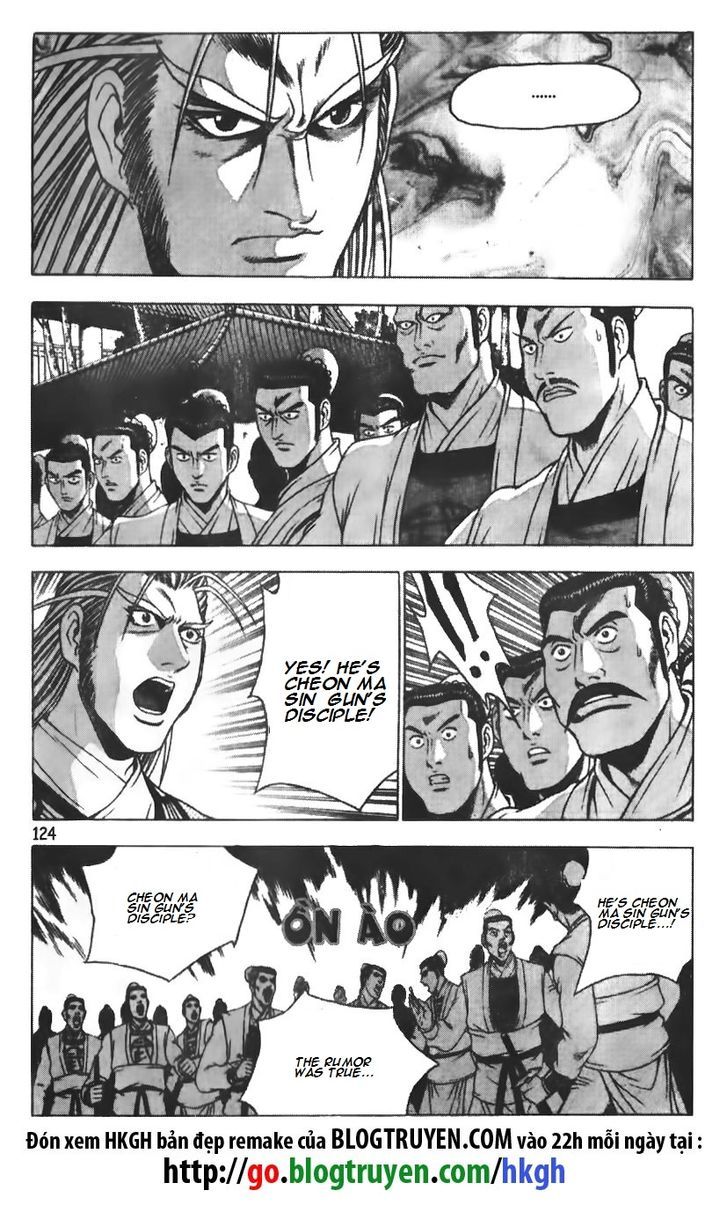 ......
YES! HE'S
CHEON MA
SIN GUN'S
DISCIPLE!
!!
124
CHEON MA
SIN GUN'S
DISCIPLE?
ỒN ÀO
HE'S CHEON
MA SIN GUN'S
DISCIPLE...!
THE RUMOR
WAS TRUE...
Đón xem HKGH bản đẹp remake của BLOGTRUYEN.COM vào 22h mỗi ngày tại :
http://go.blogtruyen.com/hkgh